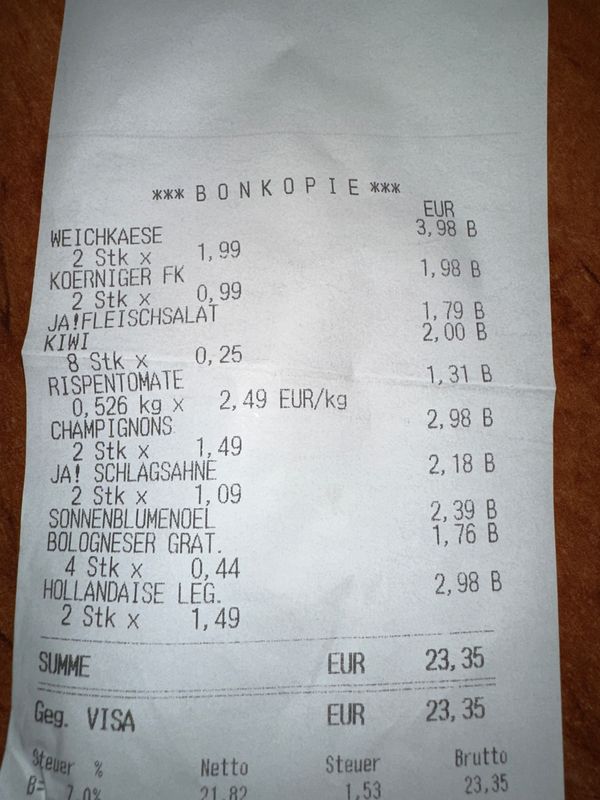 *** BONKOPIE ***
EUR
WEICHKAESE 3,98 B
2 Stk x 1,99
KOERNIGER FK 1,98 B
2 Stk x 0,99
JA!FLEISCHSALAT 1,79 B
KIWI 2,00 B
8 Stk x 0,25
RISPENTOMATE 1,31 B
0,526 kg x 2,49 EUR/kg
CHAMPIGNONS 2,98 B
2 Stk x 1,49
JA! SCHLAGSAHNE 2,18 B
2 Stk x 1,09
SONNENBLUMENOEL 2,39 B
BOLOGNESER GRAT. 1,76 B
4 Stk x 0,44
HOLLANDAISE LEG. 2,98 B
2 Stk x 1,49
SUMME EUR 23,35
Geg. VISA EUR 23,35
Steuer % Netto Steuer Brutto
B= 7,0% 21,82 1,53 23,35